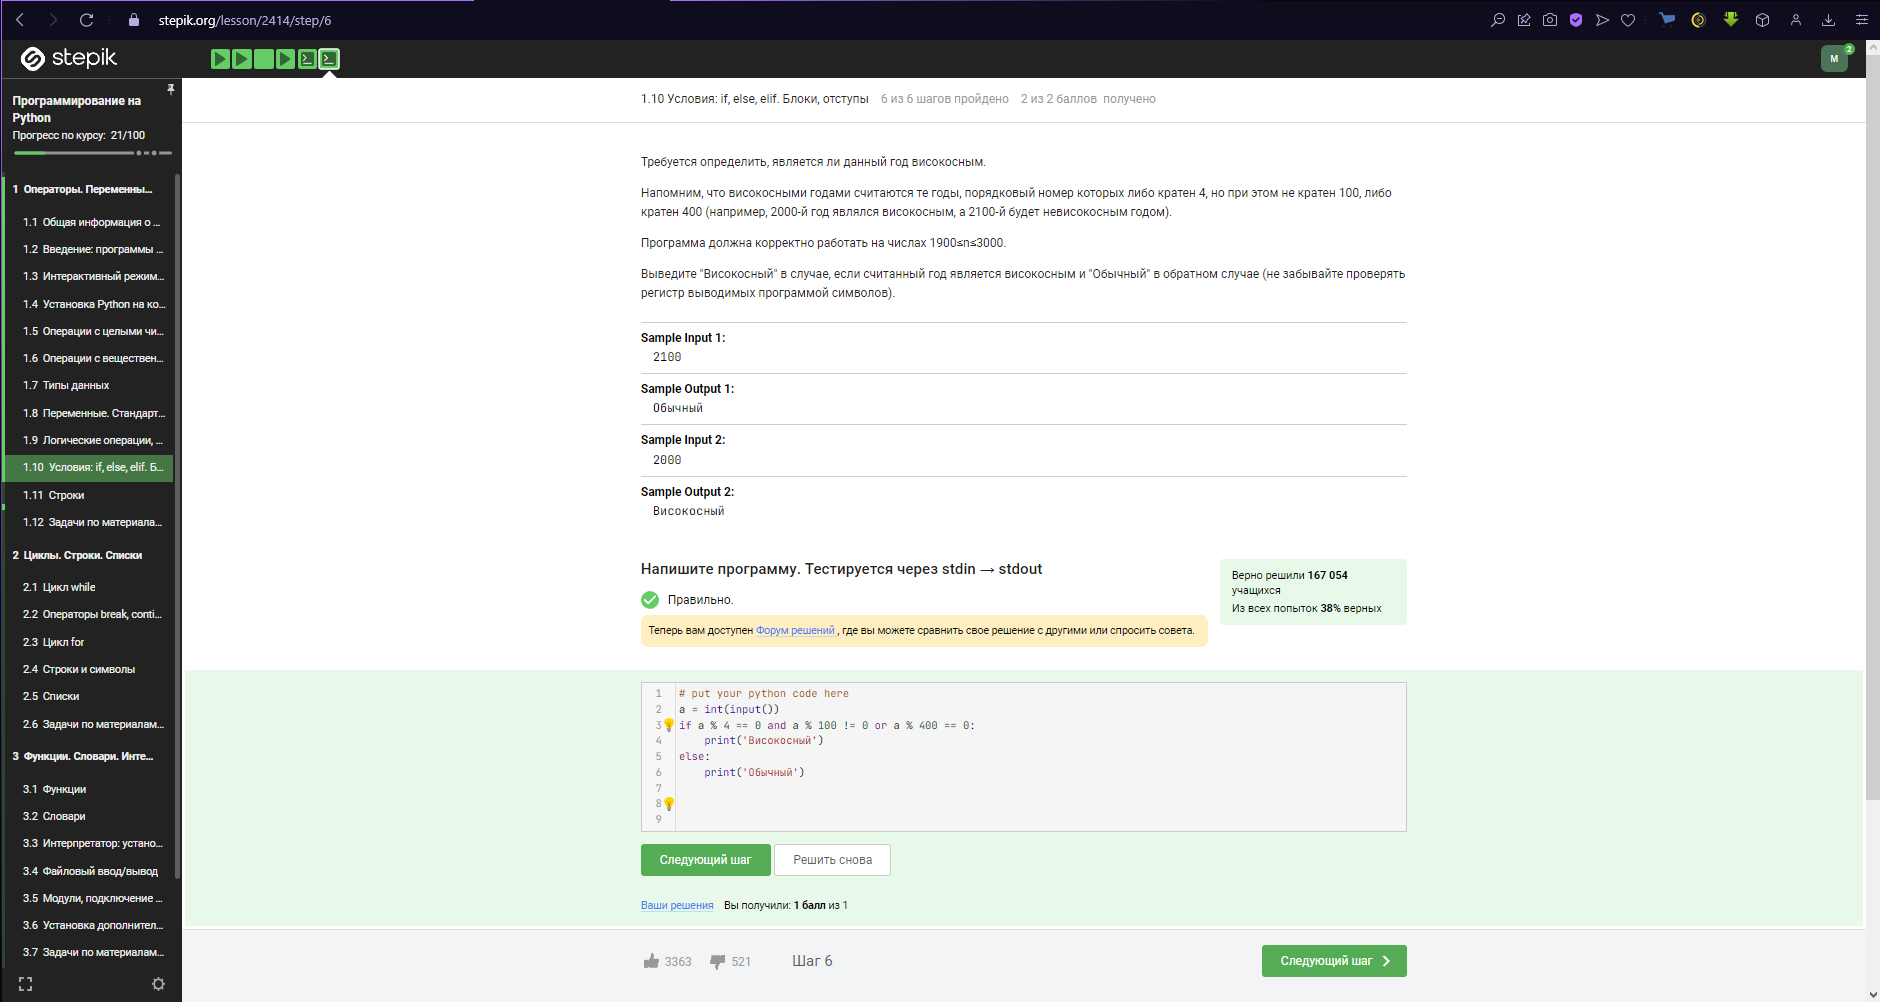 stepik.org/lesson/2414/step/6
stepik
M
2
Программирование на
Python
Прогресс по курсу: 21/100
1 Операторы. Переменны...
1.1 Общая информация о ...
1.2 Введение: программы ...
1.3 Интерактивный режим...
1.4 Установка Python на ко...
1.5 Операции с целыми чи...
1.6 Операции с веществен...
1.7 Типы данных
1.8 Переменные. Стандарт...
1.9 Логические операции, ...
1.10 Условия: if, else, elif. Б...
1.11 Строки
1.12 Задачи по материала...
2 Циклы. Строки. Списки
2.1 Цикл while
2.2 Операторы break, conti...
2.3 Цикл for
2.4 Строки и символы
2.5 Списки
2.6 Задачи по материалам...
3 Функции. Словари. Инте...
3.1 Функции
3.2 Словари
3.3 Интерпретатор: устано...
3.4 Файловый ввод/вывод
3.5 Модули, подключение ...
3.6 Установка дополнител...
3.7 Задачи по материалам...
1.10 Условия: if, else, elif. Блоки, отступы 6 из 6 шагов пройдено 2 из 2 баллов получено
Требуется определить, является ли данный год високосным.
Напомним, что високосными годами считаются те годы, порядковый номер которых либо кратен 4, но при этом не кратен 100, либо
кратен 400 (например, 2000-й год являлся високосным, а 2100-й будет невисокосным годом).
Программа должна корректно работать на числах 1900≤n≤3000.
Выведите "Високосный" в случае, если считанный год является високосным и "Обычный" в обратном случае (не забывайте проверять
регистр выводимых программой символов).
Sample Input 1:
2100
Sample Output 1:
Обычный
Sample Input 2:
2000
Sample Output 2:
Високосный
Напишите программу. Тестируется через stdin → stdout
Правильно.
Теперь вам доступен Форум решений , где вы можете сравнить свое решение с другими или спросить совета.
Верно решили 167 054
учащихся
Из всех попыток 38% верных
1 # put your python code here
2 a = int(input())
3 if a % 4 == 0 and a % 100 != 0 or a % 400 == 0:
4 print('Високосный')
5 else:
6 print('Обычный')
7
8
9
Следующий шаг Решить снова
Ваши решения Вы получили: 1 балл из 1
3363 521 Шаг 6 Следующий шаг